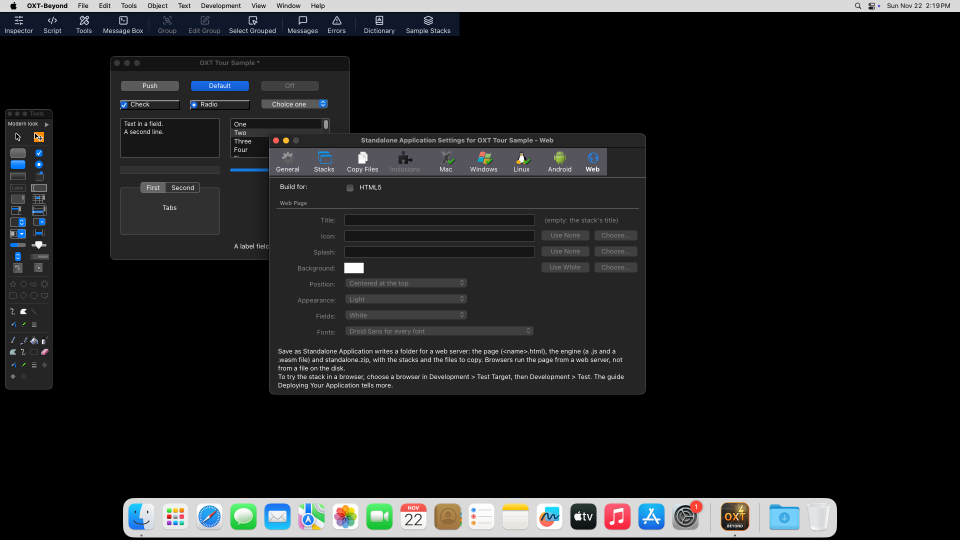 OXT-Beyond File Edit Tools Object Text Development View Window Help Sun Nov 22 2:19 PM
Inspector Script Tools Message Box Group Edit Group Select Grouped Messages Errors Dictionary Sample Stacks
OXT Tour Sample *
Push Default Off
Check Radio Choice one
Text in a field.
A second line.
One
Two
Three
Four
First Second
Tabs
A label field
Tools
Modern look
Label
Standalone Application Settings for OXT Tour Sample - Web
General Stacks Copy Files Inclusions Mac Windows Linux Android Web
Build for: HTML5
Web Page
Title: (empty: the stack's title)
Icon: Use None Choose...
Splash: Use None Choose...
Background: Use White Choose...
Position: Centered at the top
Appearance: Light
Fields: White
Fonts: Droid Sans for every font
Save as Standalone Application writes a folder for a web server: the page (<name>.html), the engine (a .js and a
.wasm file) and standalone.zip, with the stacks and the files to copy. Browsers run the page from a web server, not
from a file on the disk.
To try the stack in a browser, choose a browser in Development > Test Target, then Development > Test. The guide
Deploying Your Application tells more.
NOV
22
tv
1
OXT
BEYOND